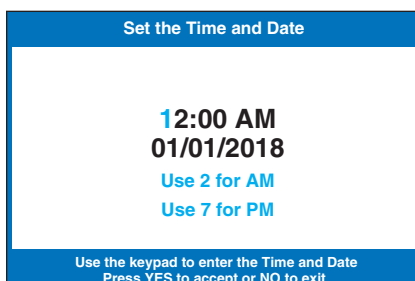 Set the Time and Date
12:00 AM
01/01/2018
Use 2 for AM
Use 7 for PM
Use the keypad to enter the Time and Date
Press YES to accept or NO to exit